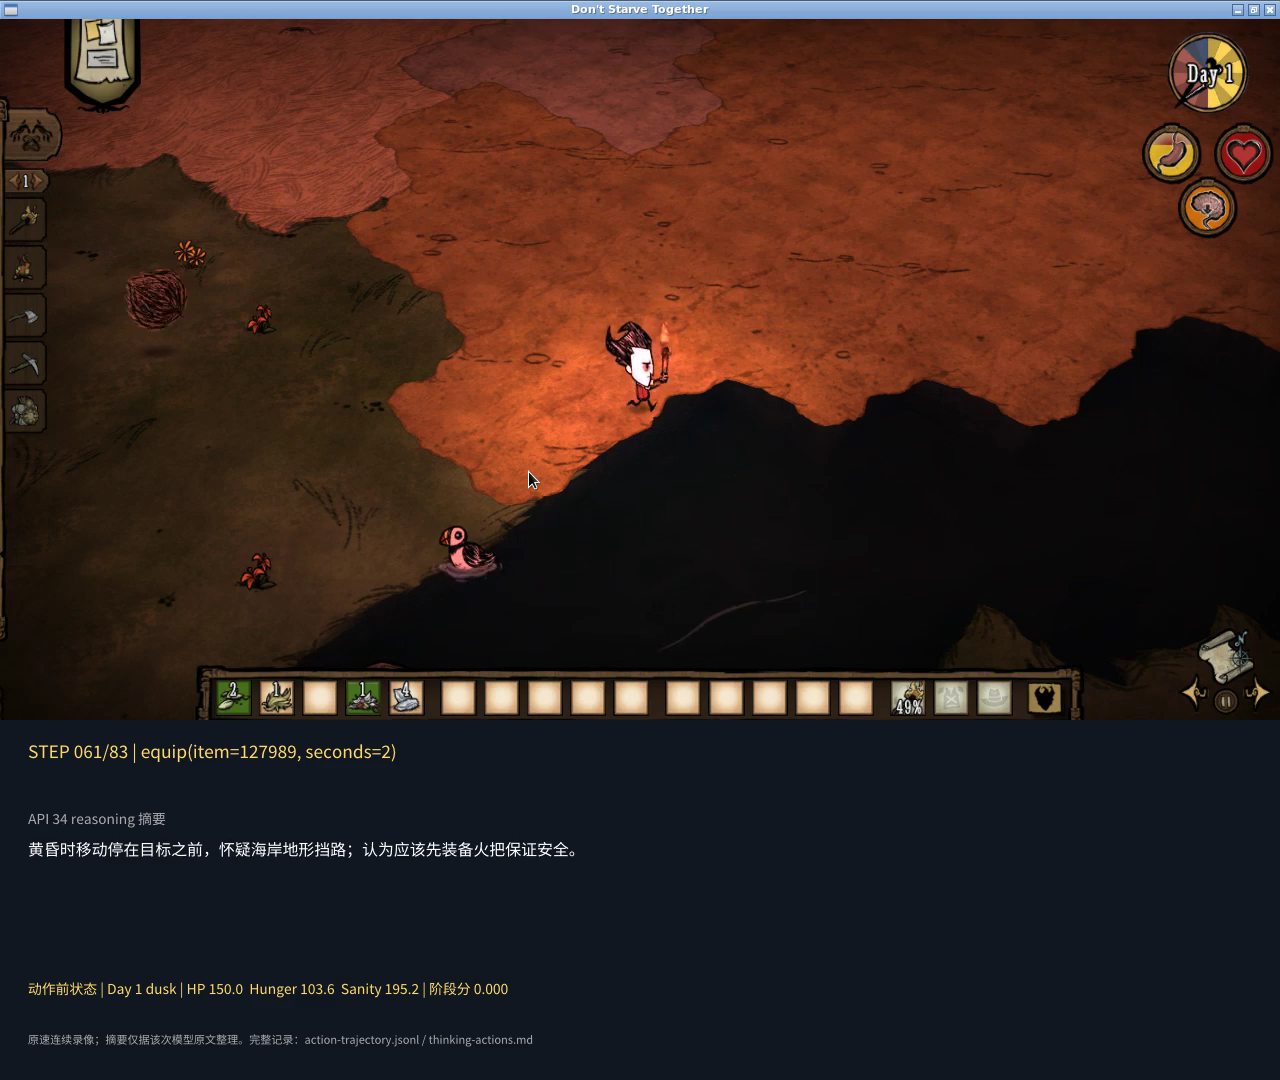 Don't Starve Together
Day 1
1
2
1
1
4
49%
STEP 061/83 | equip(item=127989, seconds=2)
API 34 reasoning 摘要
黄昏时移动停在目标之前，怀疑海岸地形挡路；认为应该先装备火把保证安全。
动作前状态 | Day 1 dusk | HP 150.0 Hunger 103.6 Sanity 195.2 | 阶段分 0.000
原速连续录像；摘要仅据该次模型原文整理。完整记录：action-trajectory.jsonl / thinking-actions.md